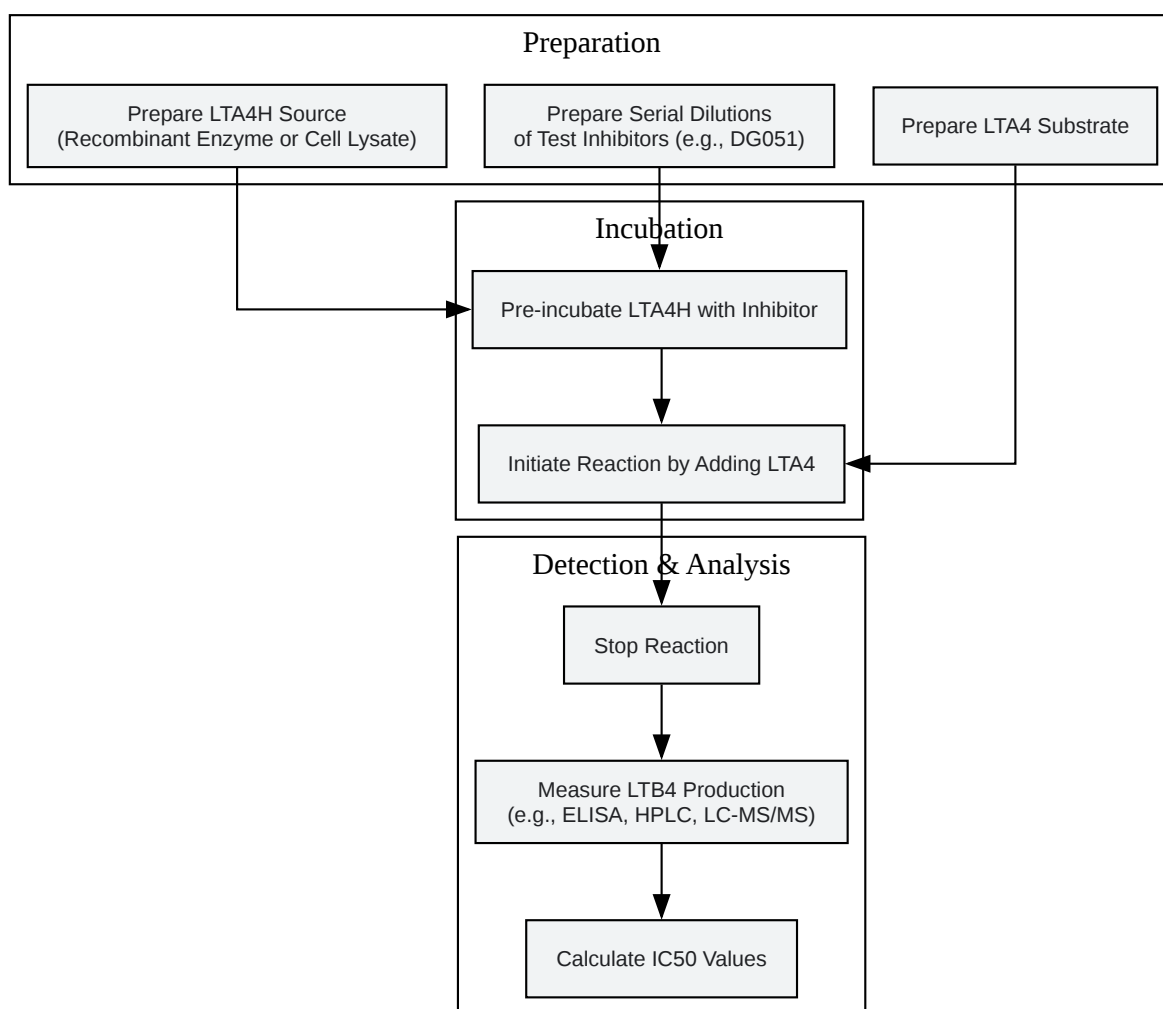 Preparation
Prepare LTA4H Source
(Recombinant Enzyme or Cell Lysate)
Prepare Serial Dilutions
of Test Inhibitors (e.g., DG051)
Prepare LTA4 Substrate
Incubation
Pre-incubate LTA4H with Inhibitor
Initiate Reaction by Adding LTA4
Detection & Analysis
Stop Reaction
Measure LTB4 Production
(e.g., ELISA, HPLC, LC-MS/MS)
Calculate IC50 Values